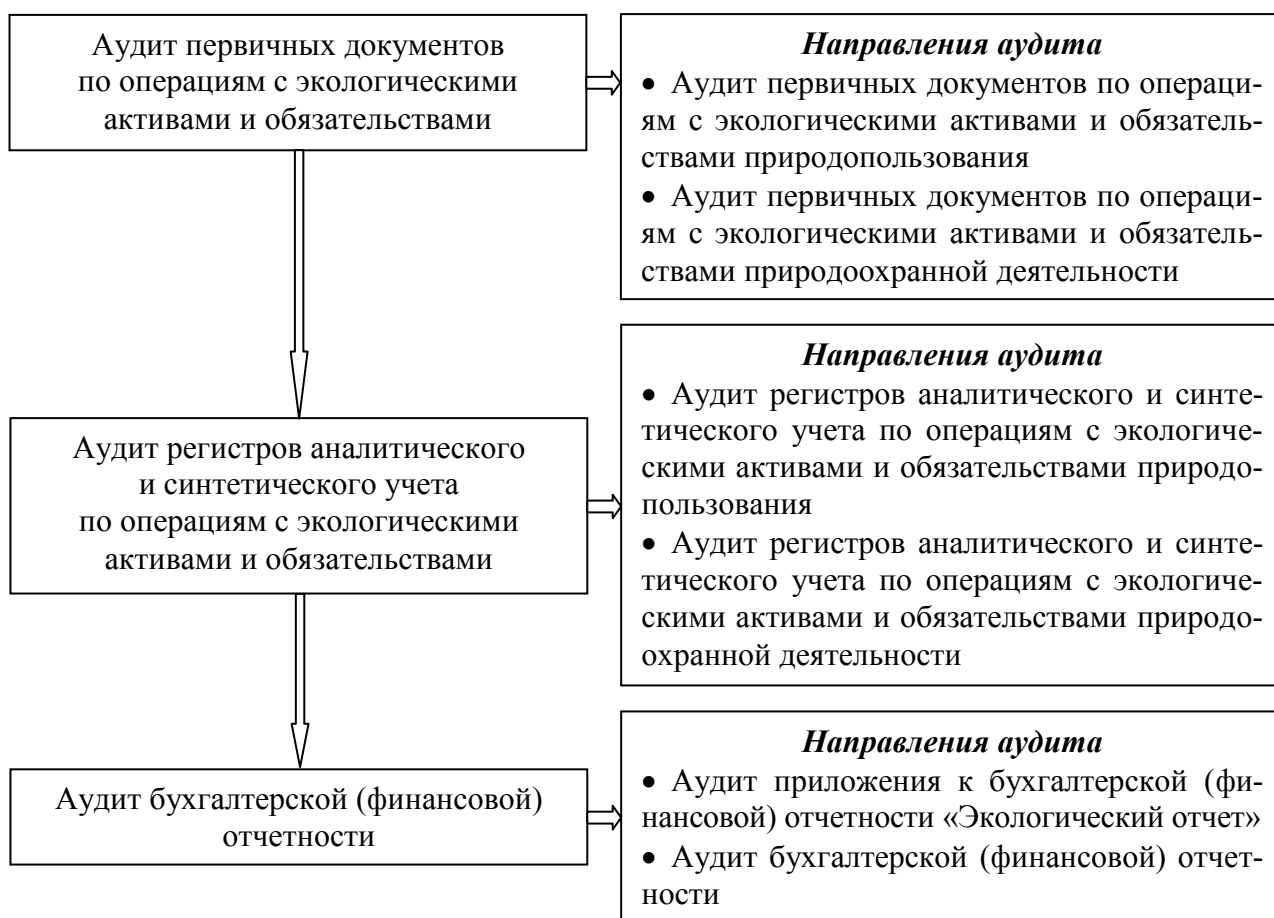 Аудит первичных документов
по операциям с экологическими
активами и обязательствами
Направления аудита
• Аудит первичных документов по операци-
ям с экологическими активами и обязатель-
ствами природопользования
• Аудит первичных документов по операци-
ям с экологическими активами и обязатель-
ствами природоохранной деятельности
Аудит регистров аналитического
и синтетического учета
по операциям с экологическими
активами и обязательствами
Направления аудита
• Аудит регистров аналитического и синте-
тического учета по операциям с экологиче-
скими активами и обязательствами природо-
пользования
• Аудит регистров аналитического и синте-
тического учета по операциям с экологиче-
скими активами и обязательствами природо-
охранной деятельности
Аудит бухгалтерской (финансовой)
отчетности
Направления аудита
• Аудит приложения к бухгалтерской (фи-
нансовой) отчетности «Экологический отчет»
• Аудит бухгалтерской (финансовой) отчет-
ности